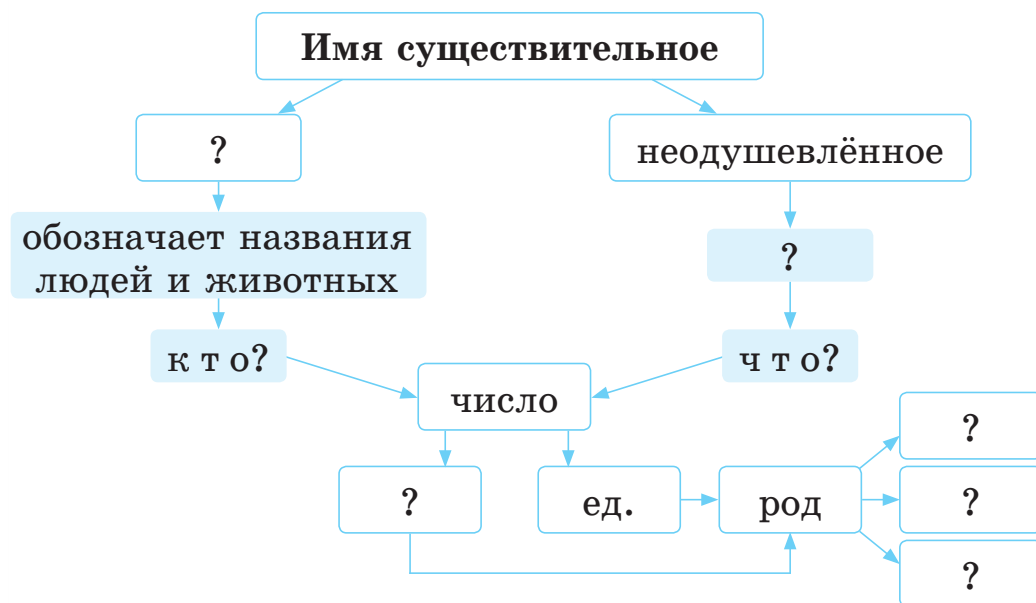 Имя существительное
?
неодушевлённое
обозначает названия
людей и животных
?
к т о?
ч т о?
число
?
ед.
род
?
?
?